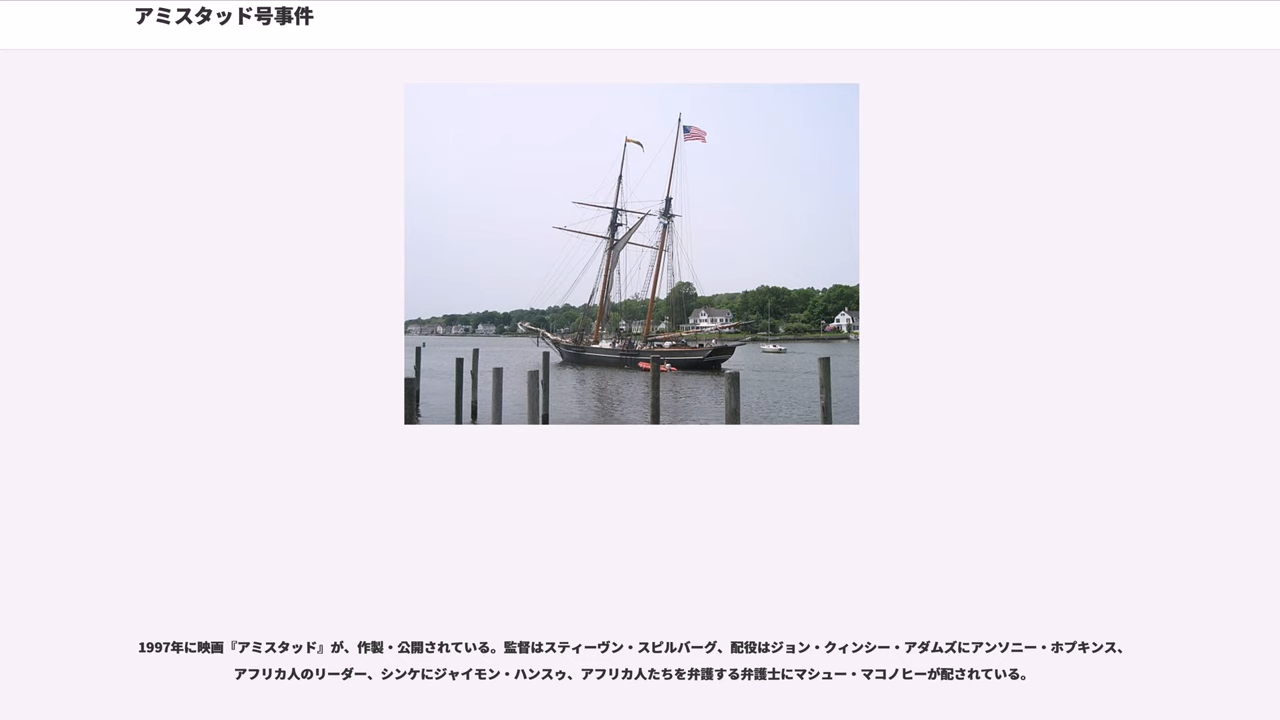 アミスタッド号事件
1997年に映画『アミスタッド』が、作製・公開されている。監督はスティーヴン・スピルバーグ、配役はジョン・クィンシー・アダムズにアンソニー・ホプキンス、
アフリカ人のリーダー、シンケにジャイモン・ハンスゥ、アフリカ人たちを弁護する弁護士にマシュー・マコノヒーが配されている。